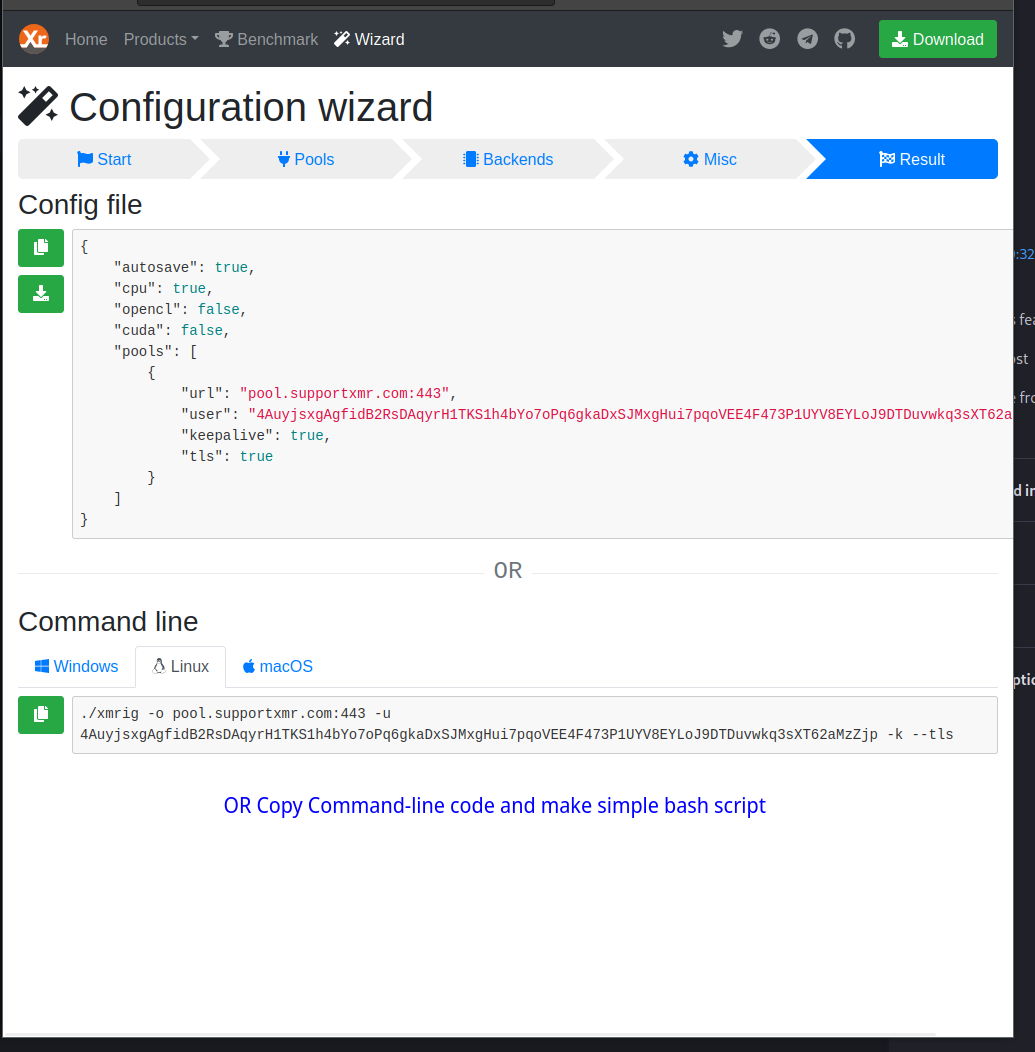 Xr Home Products Benchmark Wizard Download
Configuration wizard
Start Pools Backends Misc Result
Config file
{
"autosave": true,
"cpu": true,
"opencl": false,
"cuda": false,
"pools": [
{
"url": "pool.supportxmr.com:443",
"user": "4AuyjsxgAgfidB2RsDAqyrH1TKS1h4bYo7oPq6gkaDxSJMxgHui7pqoVEE4F473P1UYV8EYLoJ9DTDuvwkq3sXT62a
"keepalive": true,
"tls": true
}
]
}
OR
Command line
Windows Linux macOS
./xmrig -o pool.supportxmr.com:443 -u
4AuyjsxgAgfidB2RsDAqyrH1TKS1h4bYo7oPq6gkaDxSJMxgHui7pqoVEE4F473P1UYV8EYLoJ9DTDuvwkq3sXT62aMzZjp -k --tls
OR Copy Command-line code and make simple bash script